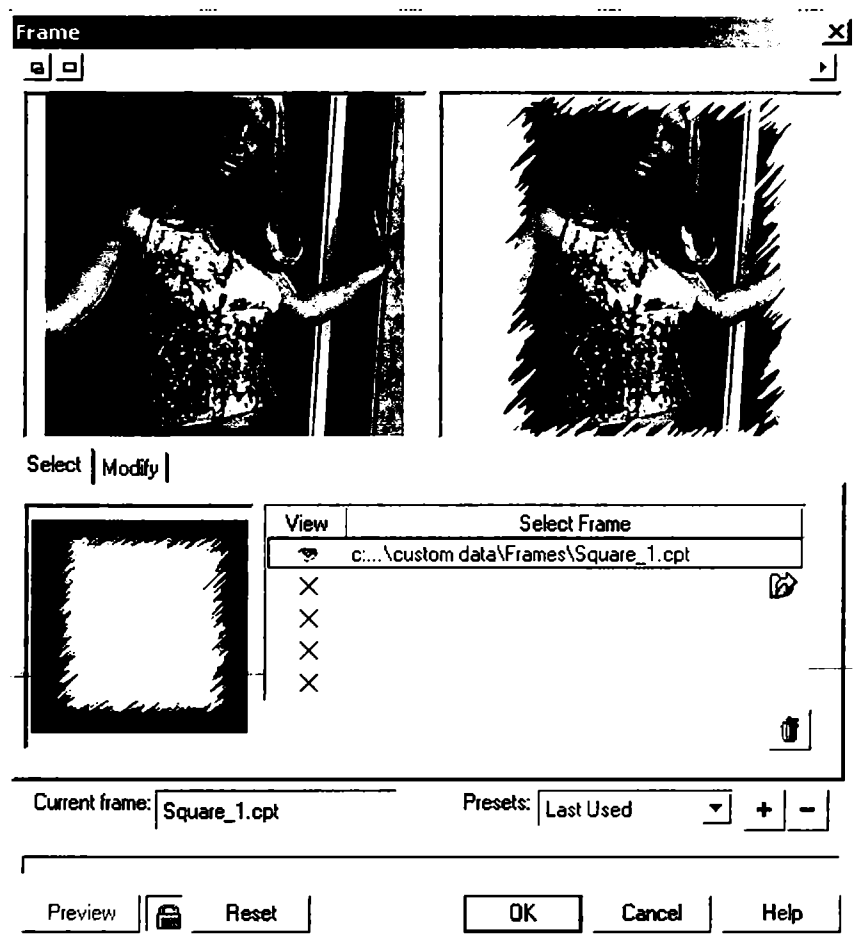 Frame
Select Modify
View Select Frame
c:...\custom data\Frames\Square_1.cpt
Current frame: Square_1.cpt Presets: Last Used + −
Preview Reset OK Cancel Help